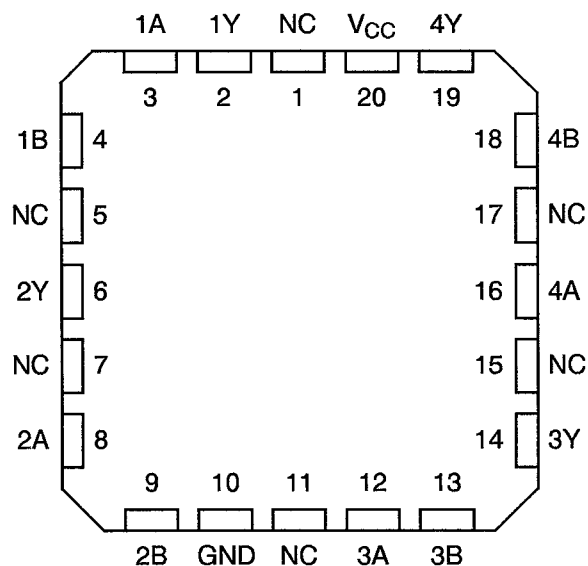 1A 1Y NC VCC 4Y
3 2 1 20 19
1B 4 18 4B
NC 5 17 NC
2Y 6 16 4A
NC 7 15 NC
2A 8 14 3Y
9 10 11 12 13
2B GND NC 3A 3B